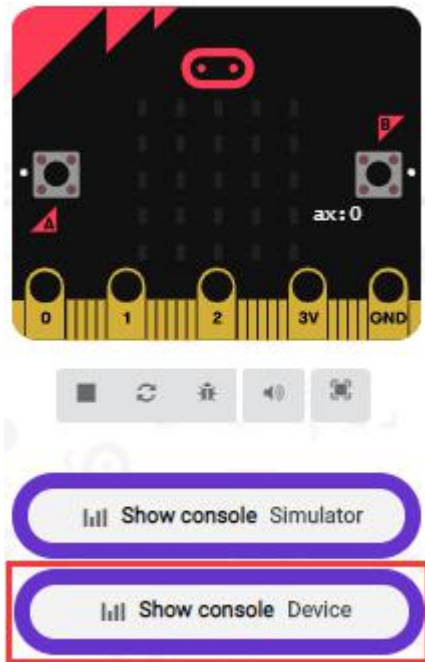 B
A
ax:0
0 1 2 3V GND
Show console Simulator
Show console Device